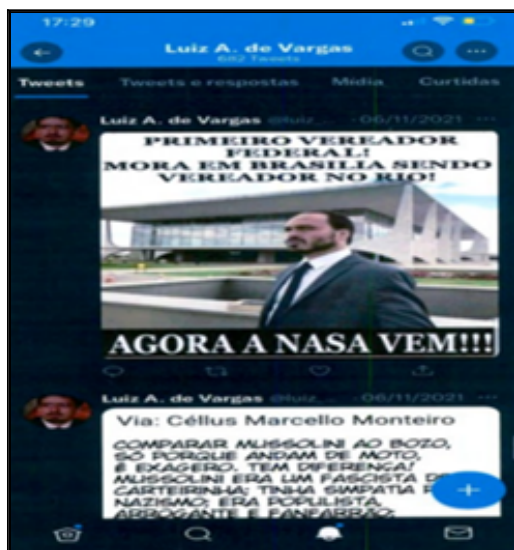 17:29
Luiz A. de Vargas
682 Tweets
Tweets Tweets e respostas Mídia Curtidas
Luiz A. de Vargas @luiz_... · 06/11/2021
PRIMEIRO VEREADOR
FEDERAL!
MORA EM BRASILIA SENDO
VEREADOR NO RIO!
AGORA A NASA VEM!!!
Luiz A. de Vargas @luiz_... · 06/11/2021
Via: Céllus Marcello Monteiro
COMPARAR MUSSOLINI AO BOZO,
SÓ PORQUE ANDAM DE MOTO,
É EXAGERO. TEM DIFERENÇA!
MUSSOLINI ERA UM FASCISTA DE
CARTEIRINHA; TINHA SIMPATIA
NAZISMO; ERA POPULISTA,
ARROGANTE E FANFARRÃO;